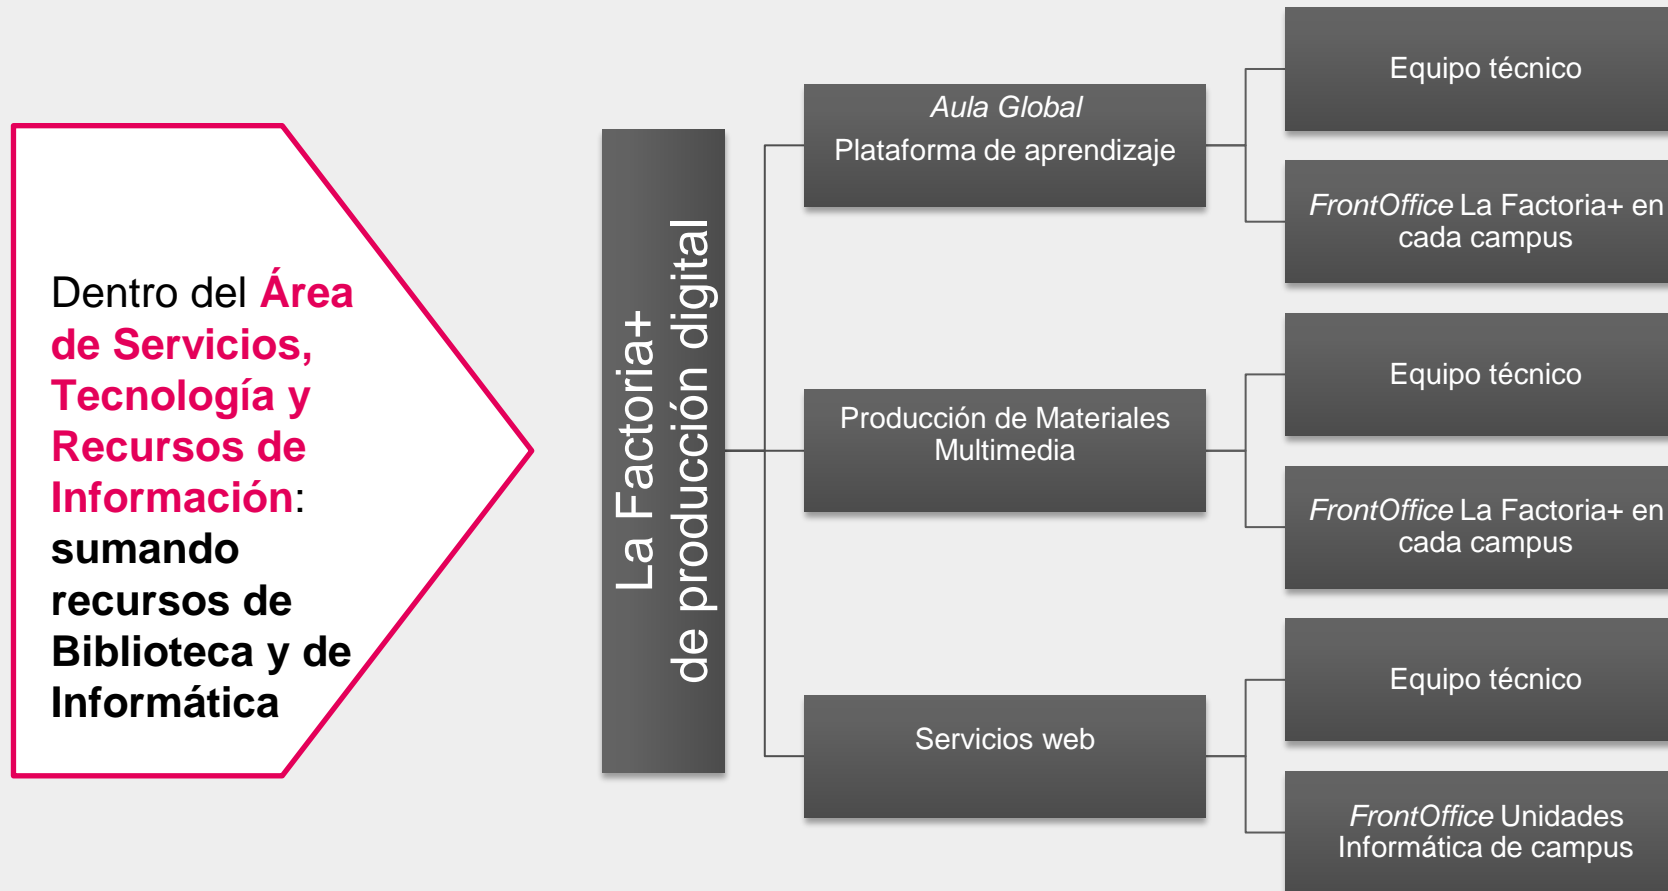 Dentro del Área
de Servicios,
Tecnología y
Recursos de
Información:
sumando
recursos de
Biblioteca y de
Informática
La Factoria+
de producción digital
Aula Global
Plataforma de aprendizaje
Equipo técnico
FrontOffice La Factoria+ en
cada campus
Producción de Materiales
Multimedia
Equipo técnico
FrontOffice La Factoria+ en
cada campus
Servicios web
Equipo técnico
FrontOffice Unidades
Informática de campus